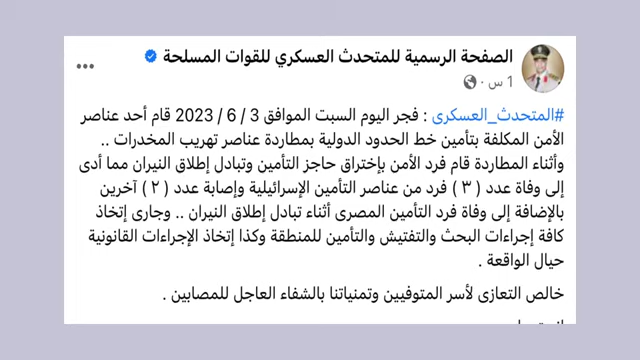 الصفحة الرسمية للمتحدث العسكري للقوات المسلحة
1 س ·
#المتحدث_العسكرى : فجر اليوم السبت الموافق 3 / 6 / 2023 قام أحد عناصر
الأمن المكلفة بتأمين خط الحدود الدولية بمطاردة عناصر تهريب المخدرات ..
وأثناء المطاردة قام فرد الأمن بإختراق حاجز التأمين وتبادل إطلاق النيران مما أدى
إلى وفاة عدد ( ٣ ) فرد من عناصر التأمين الإسرائيلية وإصابة عدد ( ٢ ) آخرين
بالإضافة إلى وفاة فرد التأمين المصرى أثناء تبادل إطلاق النيران .. وجارى إتخاذ
كافة إجراءات البحث والتفتيش والتأمين للمنطقة وكذا إتخاذ الإجراءات القانونية
حيال الواقعة .
خالص التعازى لأسر المتوفيين وتمنياتنا بالشفاء العاجل للمصابين .